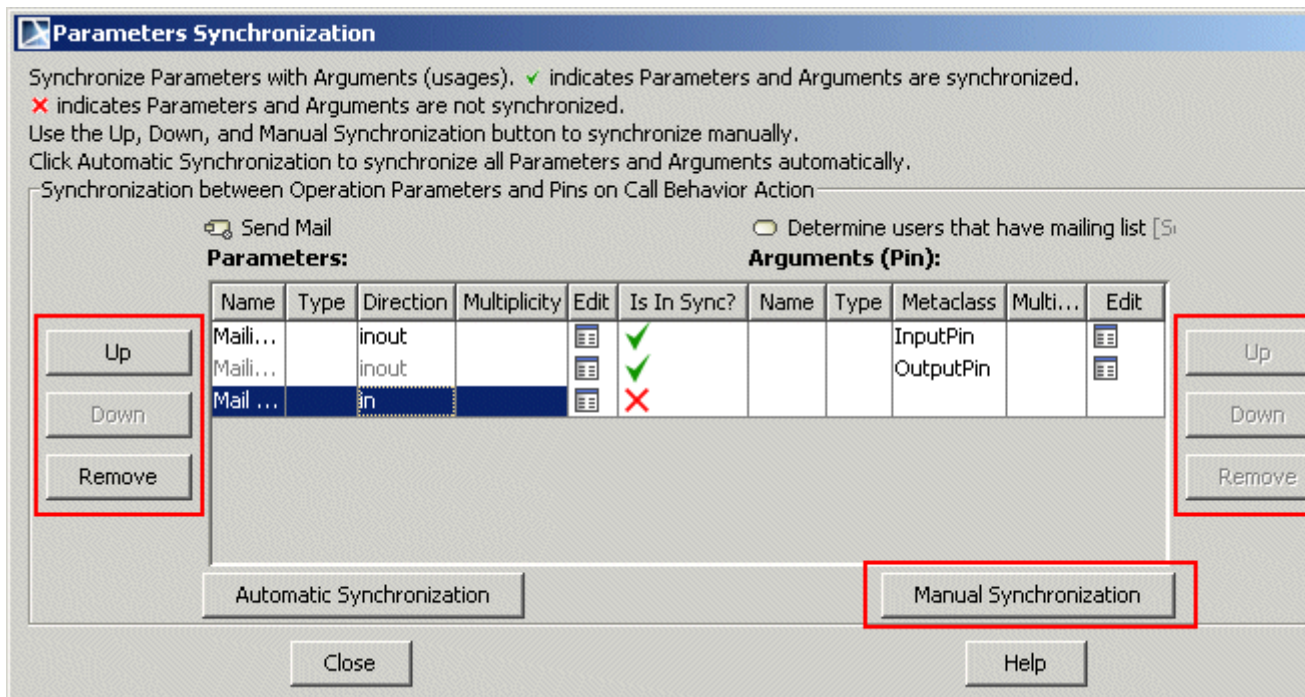 Parameters Synchronization
Synchronize Parameters with Arguments (usages). ✓ indicates Parameters and Arguments are synchronized.
✗ indicates Parameters and Arguments are not synchronized.
Use the Up, Down, and Manual Synchronization button to synchronize manually.
Click Automatic Synchronization to synchronize all Parameters and Arguments automatically.
Synchronization between Operation Parameters and Pins on Call Behavior Action
Send Mail Determine users that have mailing list
Parameters: Arguments (Pin):
Name Type Direction Multiplicity Edit Is In Sync? Name Type Metaclass Multi... Edit
Maili... inout InputPin
Maili... inout OutputPin
Mail ... in
Up Up
Down Down
Remove Remove
Automatic Synchronization Manual Synchronization
Close Help